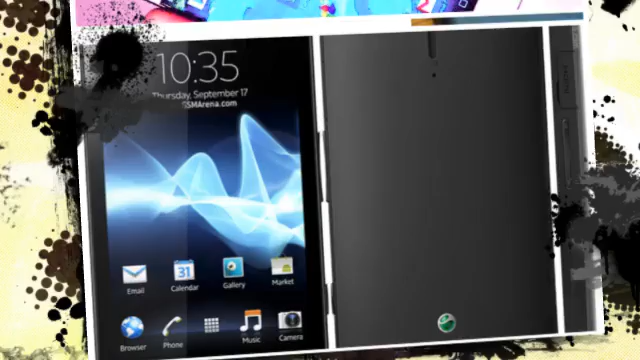 10:35
Thursday, September 17
GSMArena.com
31
Email
Calendar
Gallery
Market
Browser
Phone
Music
Camera